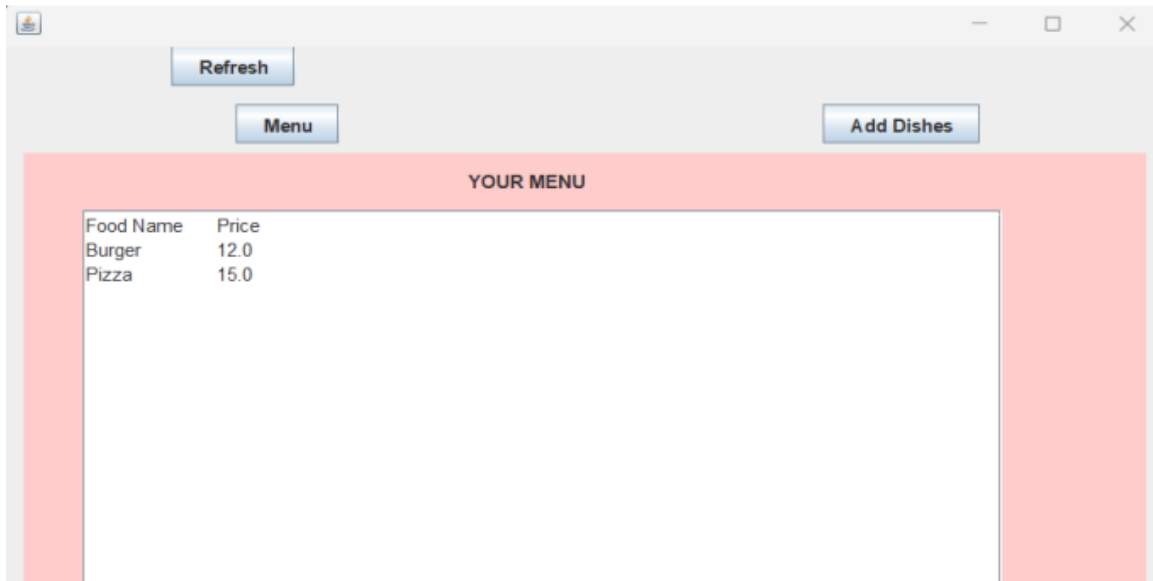 Refresh
Menu Add Dishes
YOUR MENU
Food Name Price
Burger 12.0
Pizza 15.0